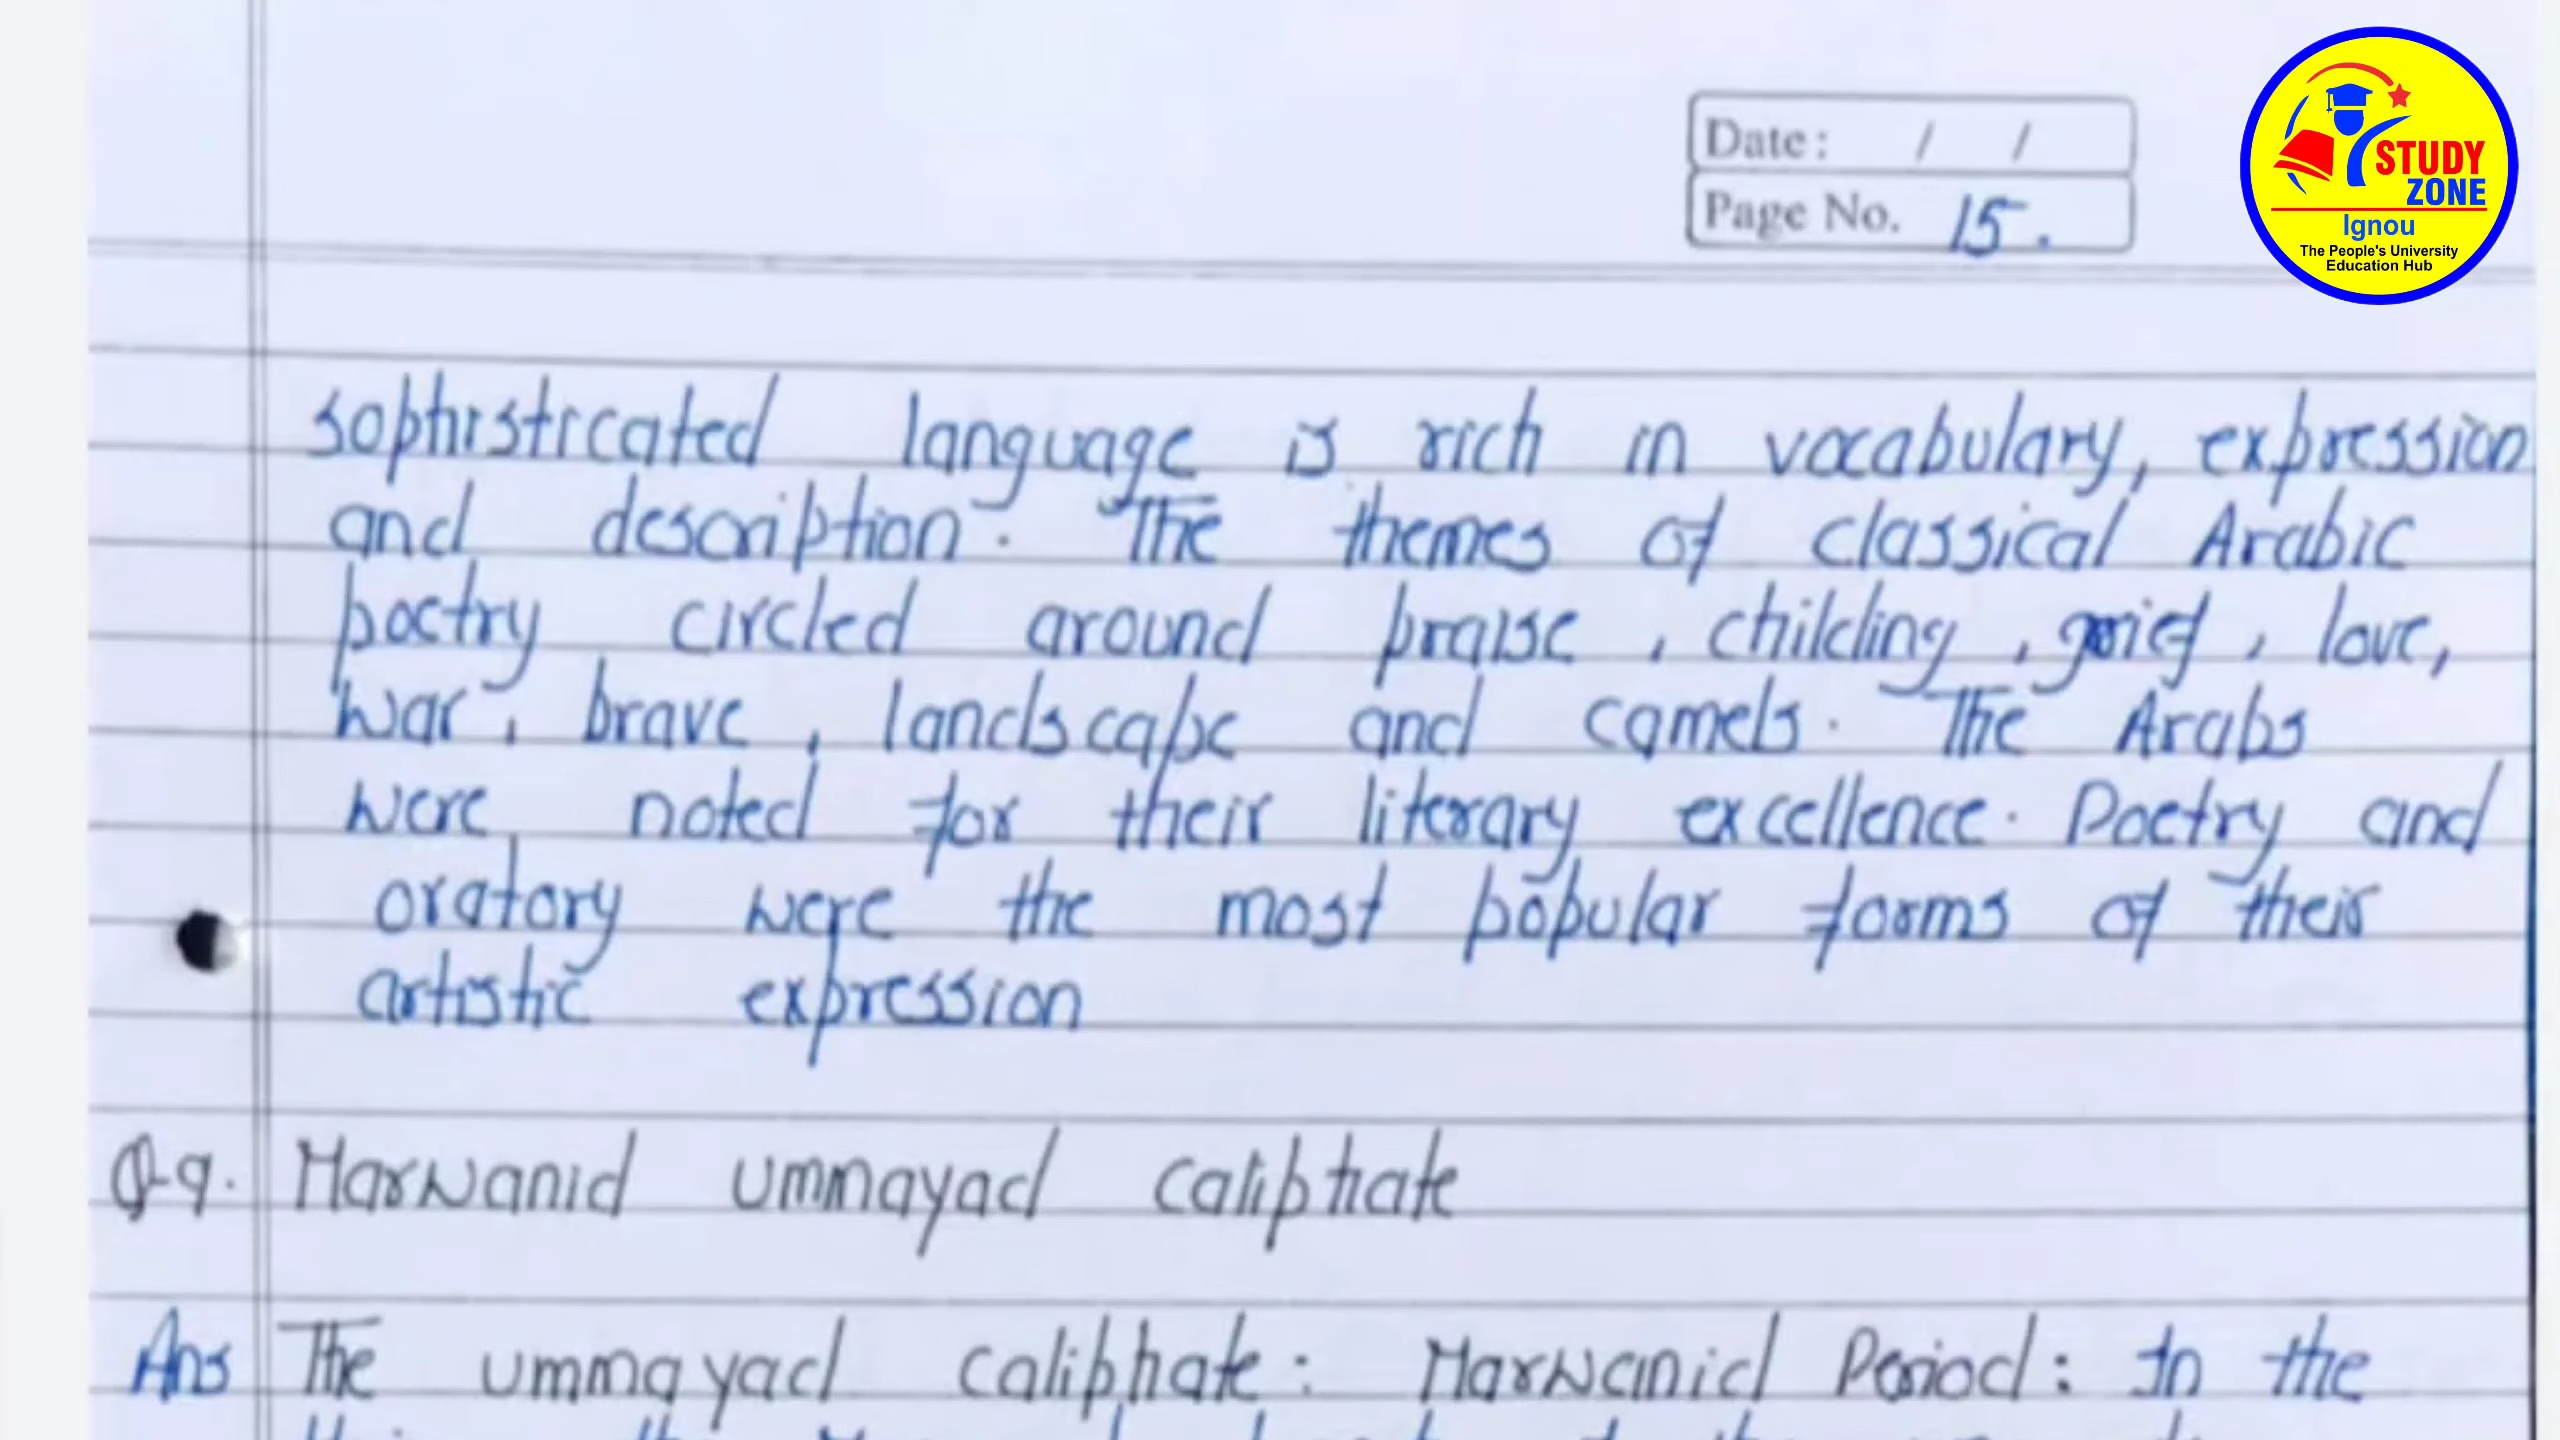 Date: / /
Page No. 15.
STUDY
ZONE
Ignou
The People's University
Education Hub
sophisticated language is rich in vocabulary, expression
and description. The themes of classical Arabic
poetry circled around praise, childing, grief, love,
war, brave, landscape and camels. The Arabs
were noted for their literary excellence. Poetry and
oratory were the most popular forms of their
artistic expression
Q-9. Marwanid ummayad caliphate
Ans The ummayad caliphate: Marwanid Period: In the